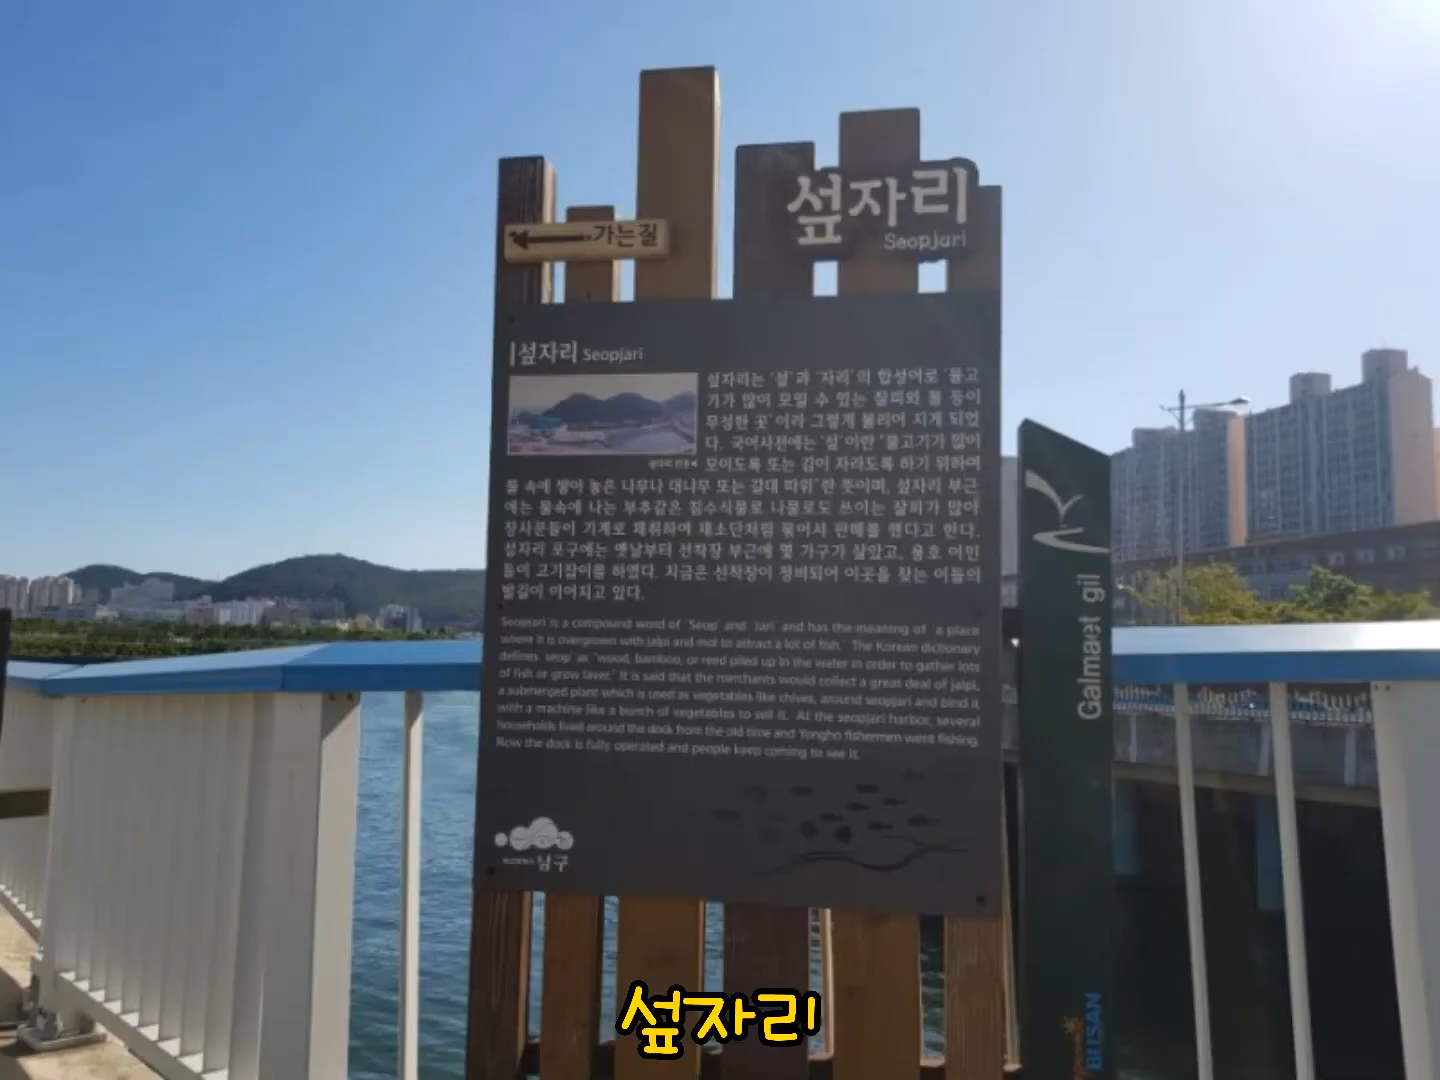 섶자리
Seopjari
가는길
섶자리 Seopjari
섶자리는 '섶'과 '자리'의 합성어로 '물고
기가 많이 모일 수 있는 잘피와 몰 등이
무성한 곳'이라 그렇게 불리어 지게 되었
다. 국어사전에는 '섶'이란 "물고기가 많이
모이도록 또는 김이 자라도록 하기 위하여
물 속에 쌓아 놓은 나무나 대나무 또는 갈대 따위"란 뜻이며, 섶자리 부근
에는 물속에 나는 부추같은 침수식물로 나물로도 쓰이는 잘피가 많아
장사꾼들이 기계로 채취하여 채소단처럼 묶어서 판매를 했다고 한다.
섶자리 포구에는 옛날부터 선착장 부근에 몇 가구가 살았고, 용호 어민
들이 고기잡이를 하였다. 지금은 선착장이 정비되어 이곳을 찾는 이들의
발길이 이어지고 있다.
Seopjari is a compound word of 'Seop' and 'Jari' and has the meaning of 'a place
where it is overgrown with jalpi and mol to attract a lot of fish.' The Korean dictionary
defines 'seop' as "wood, bamboo, or reed piled up in the water in order to gather lots
of fish or grow laver." It is said that the merchants would collect a great deal of jalpi,
a submerged plant which is used as vegetables like chives, around seopjari and bind it
with a machine like a bunch of vegetables to sell it. At the seopjari harbor, several
households lived around the dock from the old time and Yongho fishermen went fishing.
Now the dock is fully operated and people keep coming to see it.
남구
Galmaet gil
BUSAN
섶자리